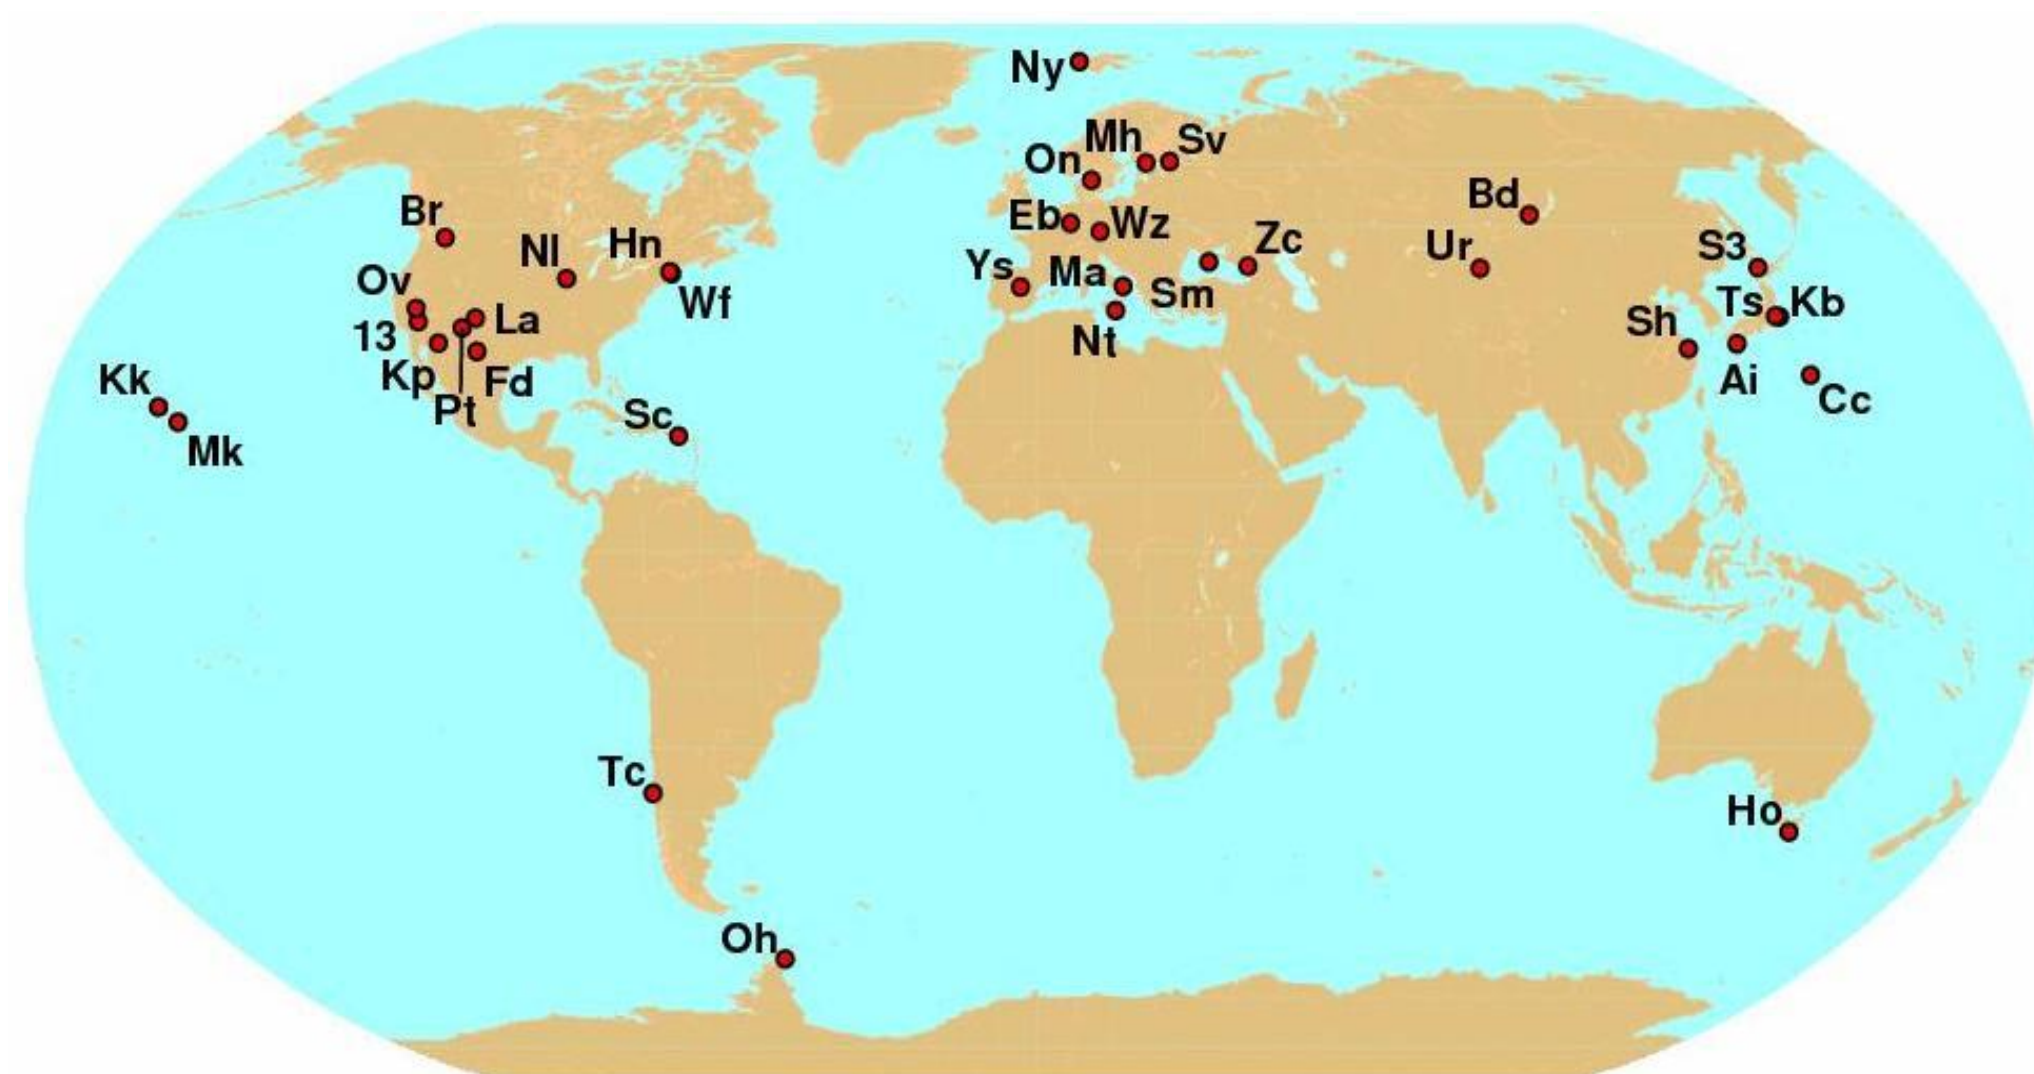 Ny
Mh
Sv
On
Bd
Br
Eb
Wz
Nl
Hn
Zc
Ur
S3
Ov
Ys
Ma
Sm
Wf
Ts
Kb
La
13
Sh
Nt
Kk
Kp
Fd
Ai
Pt
Cc
Sc
Mk
Tc
Ho
Oh